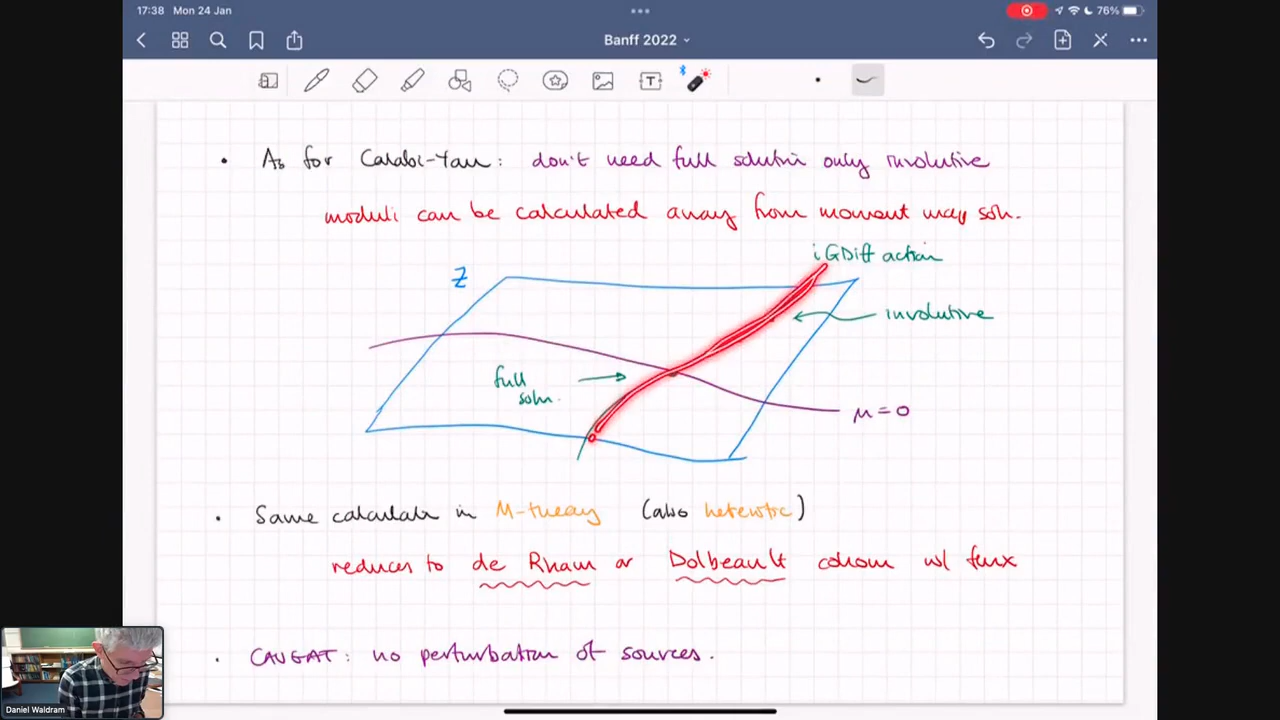 17:38 Mon 24 Jan
76%
Banff 2022
• As for Calabi-Yau: don't need full solutn only involutive
moduli can be calculated away from moment map soln.
iGDiff action
Z
involutive
full
soln.
μ=0
• Same calculate in M-theory (also heterotic)
reduces to de Rham or Dolbeault cohom w/ flux
• CAVEAT: no perturbation of sources.
Daniel Waldram